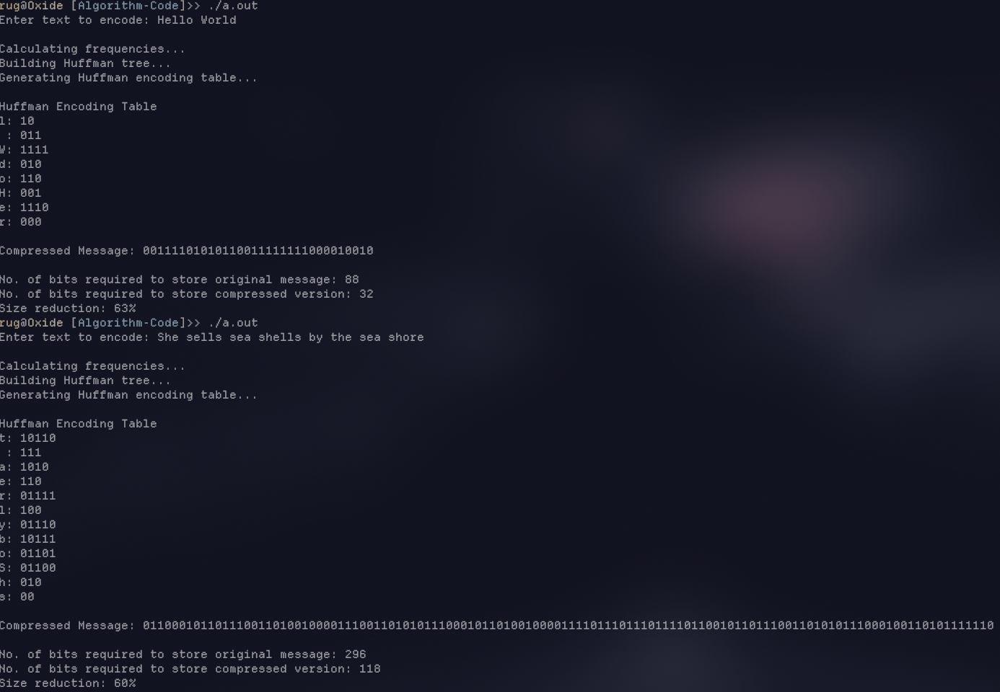 rug@Oxide [Algorithm-Code]>> ./a.out
Enter text to encode: Hello World
Calculating frequencies...
Building Huffman tree...
Generating Huffman encoding table...
Huffman Encoding Table
l: 10
 : 011
W: 1111
d: 010
o: 110
H: 001
e: 1110
r: 000
Compressed Message: 00111101010110011111111000010010
No. of bits required to store original message: 88
No. of bits required to store compressed version: 32
Size reduction: 63%
rug@Oxide [Algorithm-Code]>> ./a.out
Enter text to encode: She sells sea shells by the sea shore
Calculating frequencies...
Building Huffman tree...
Generating Huffman encoding table...
Huffman Encoding Table
t: 10110
 : 111
a: 1010
e: 110
r: 01111
l: 100
y: 01110
b: 10111
o: 01101
S: 01100
h: 010
s: 00
Compressed Message: 0110001011011100110100100001110011010101110001011010010000111101110111011110110010110111001101010111000100110101111110
No. of bits required to store original message: 296
No. of bits required to store compressed version: 118
Size reduction: 60%